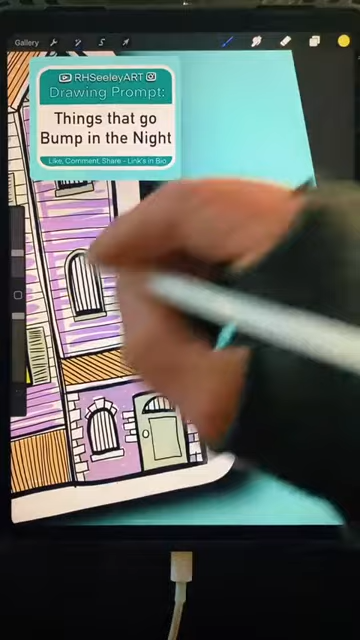 Gallery
RHSeeleyART
Drawing Prompt:
Things that go
Bump in the Night
Like, Comment, Share - Link's in Bio